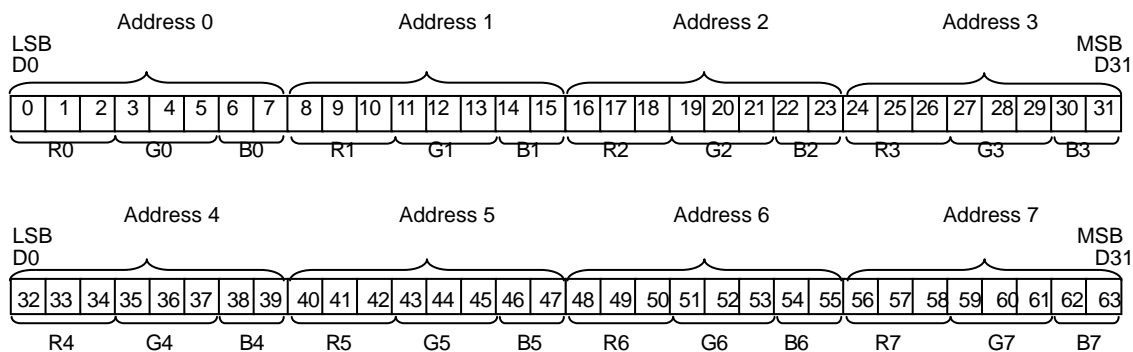 Address 0 Address 1 Address 2 Address 3
LSB MSB
D0 D31
0 1 2 3 4 5 6 7 8 9 10 11 12 13 14 15 16 17 18 19 20 21 22 23 24 25 26 27 28 29 30 31
R0 G0 B0 R1 G1 B1 R2 G2 B2 R3 G3 B3
Address 4 Address 5 Address 6 Address 7
LSB MSB
D0 D31
32 33 34 35 36 37 38 39 40 41 42 43 44 45 46 47 48 49 50 51 52 53 54 55 56 57 58 59 60 61 62 63
R4 G4 B4 R5 G5 B5 R6 G6 B6 R7 G7 B7